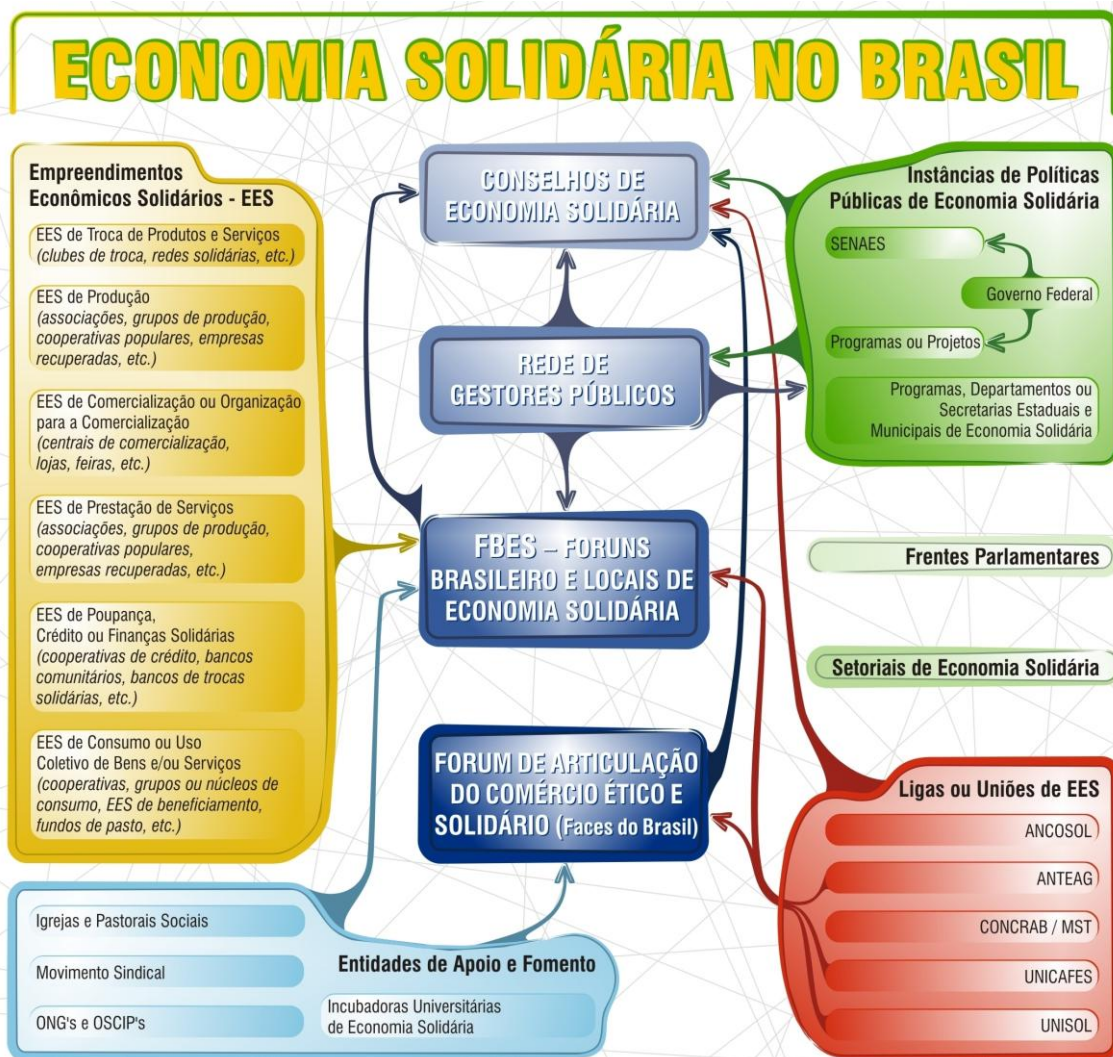 ECONOMIA SOLIDÁRIA NO BRASIL
Empreendimentos
Econômicos Solidários - EES
EES de Troca de Produtos e Serviços
(clubes de troca, redes solidárias, etc.)
EES de Produção
(associações, grupos de produção,
cooperativas populares, empresas
recuperadas, etc.)
EES de Comercialização ou Organização
para a Comercialização
(centrais de comercialização,
lojas, feiras, etc.)
EES de Prestação de Serviços
(associações, grupos de produção,
cooperativas populares,
empresas recuperadas, etc.)
EES de Poupança,
Crédito ou Finanças Solidárias
(cooperativas de crédito, bancos
comunitários, bancos de trocas
solidárias, etc.)
EES de Consumo ou Uso
Coletivo de Bens e/ou Serviços
(cooperativas, grupos ou núcleos de
consumo, EES de beneficiamento,
fundos de pasto, etc.)
CONSELHOS DE
ECONOMIA SOLIDÁRIA
REDE DE
GESTORES PÚBLICOS
FBES – FORUNS
BRASILEIRO E LOCAIS DE
ECONOMIA SOLIDÁRIA
FORUM DE ARTICULAÇÃO
DO COMÉRCIO ÉTICO E
SOLIDÁRIO (Faces do Brasil)
Instâncias de Políticas
Públicas de Economia Solidária
SENAES
Governo Federal
Programas ou Projetos
Programas, Departamentos ou
Secretarias Estaduais e
Municipais de Economia Solidária
Frentes Parlamentares
Setoriais de Economia Solidária
Ligas ou Uniões de EES
ANCOSOL
ANTEAG
CONCRAB / MST
UNICAFES
UNISOL
Igrejas e Pastorais Sociais
Movimento Sindical
ONG's e OSCIP's
Entidades de Apoio e Fomento
Incubadoras Universitárias
de Economia Solidária